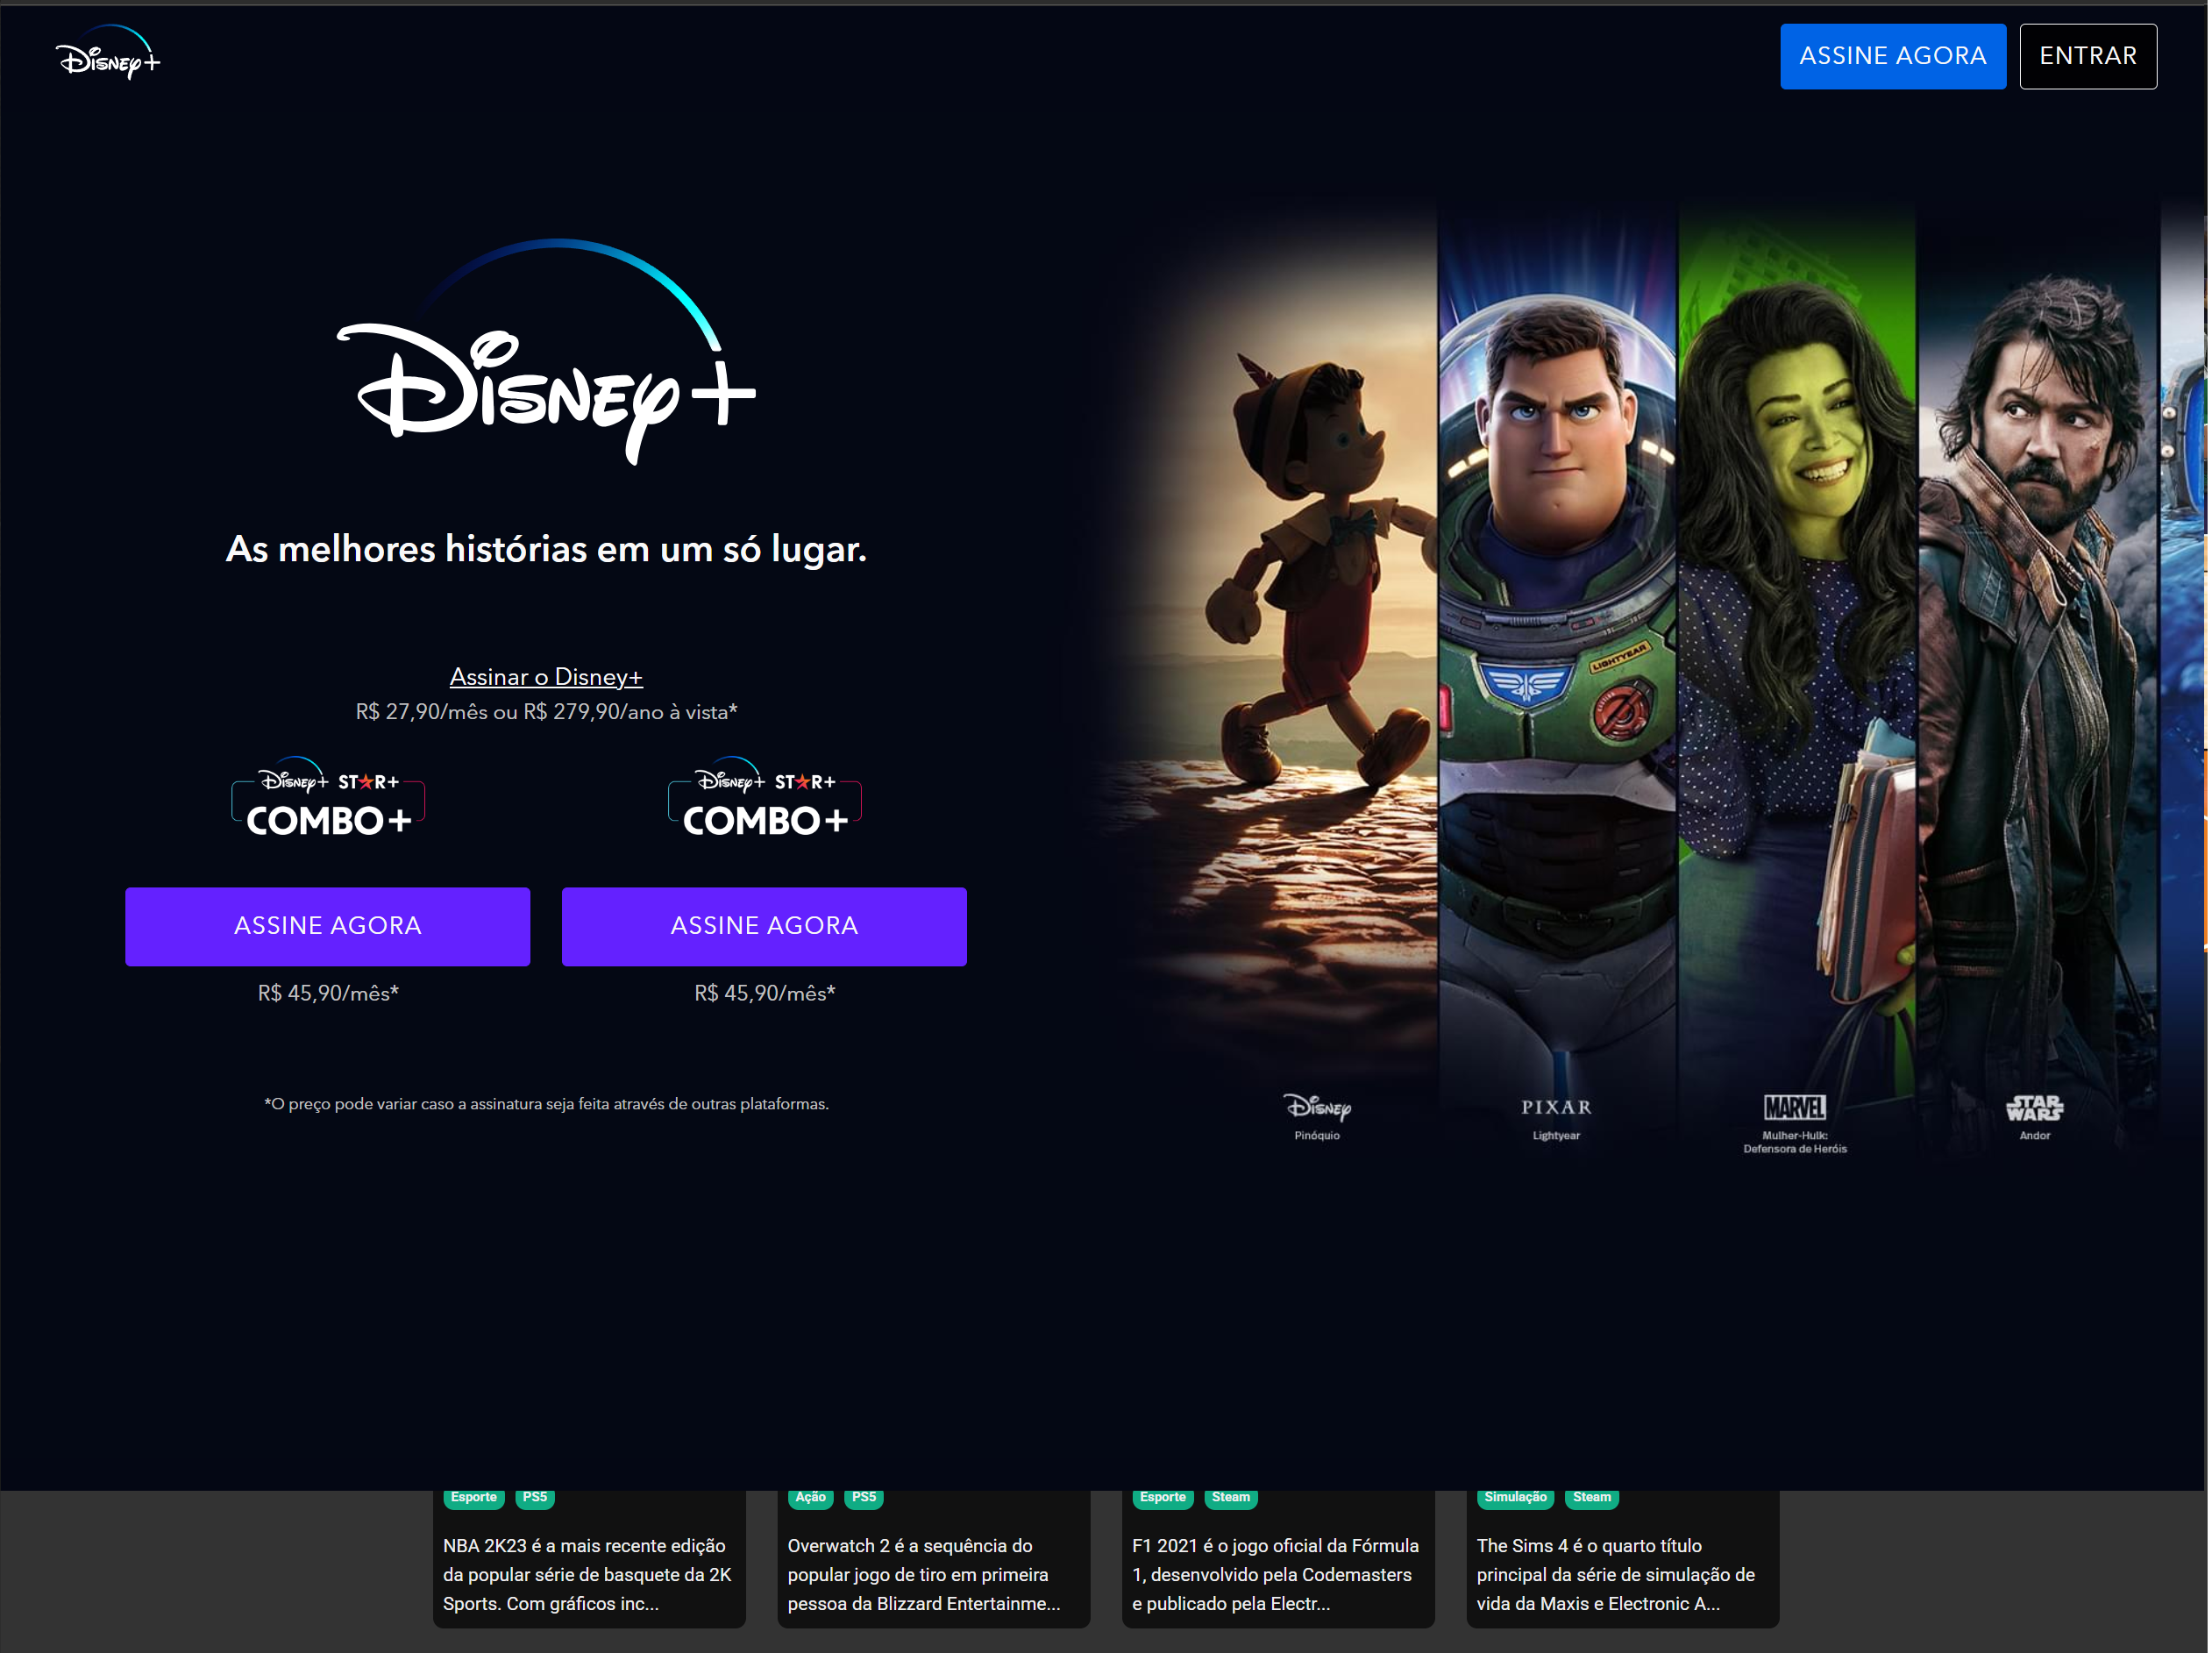 Disney+
ASSINE AGORA
ENTRAR
Disney+
As melhores histórias em um só lugar.
Assinar o Disney+
R$ 27,90/mês ou R$ 279,90/ano à vista*
Disney+ STAR+
COMBO+
ASSINE AGORA
R$ 45,90/mês*
Disney+ STAR+
COMBO+
ASSINE AGORA
R$ 45,90/mês*
*O preço pode variar caso a assinatura seja feita através de outras plataformas.
LIGHTYEAR
Disney
Pinóquio
PIXAR
Lightyear
MARVEL
Mulher-Hulk:
Defensora de Heróis
STAR
WARS
Andor
Esporte PS5
NBA 2K23 é a mais recente edição
da popular série de basquete da 2K
Sports. Com gráficos inc...
Ação PS5
Overwatch 2 é a sequência do
popular jogo de tiro em primeira
pessoa da Blizzard Entertainme...
Esporte Steam
F1 2021 é o jogo oficial da Fórmula
1, desenvolvido pela Codemasters
e publicado pela Electr...
Simulação Steam
The Sims 4 é o quarto título
principal da série de simulação de
vida da Maxis e Electronic A...